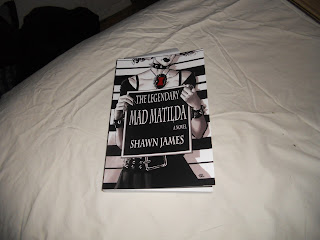 THE LEGENDARY
MAD MATILDA
A NOVEL
SHAWN JAMES